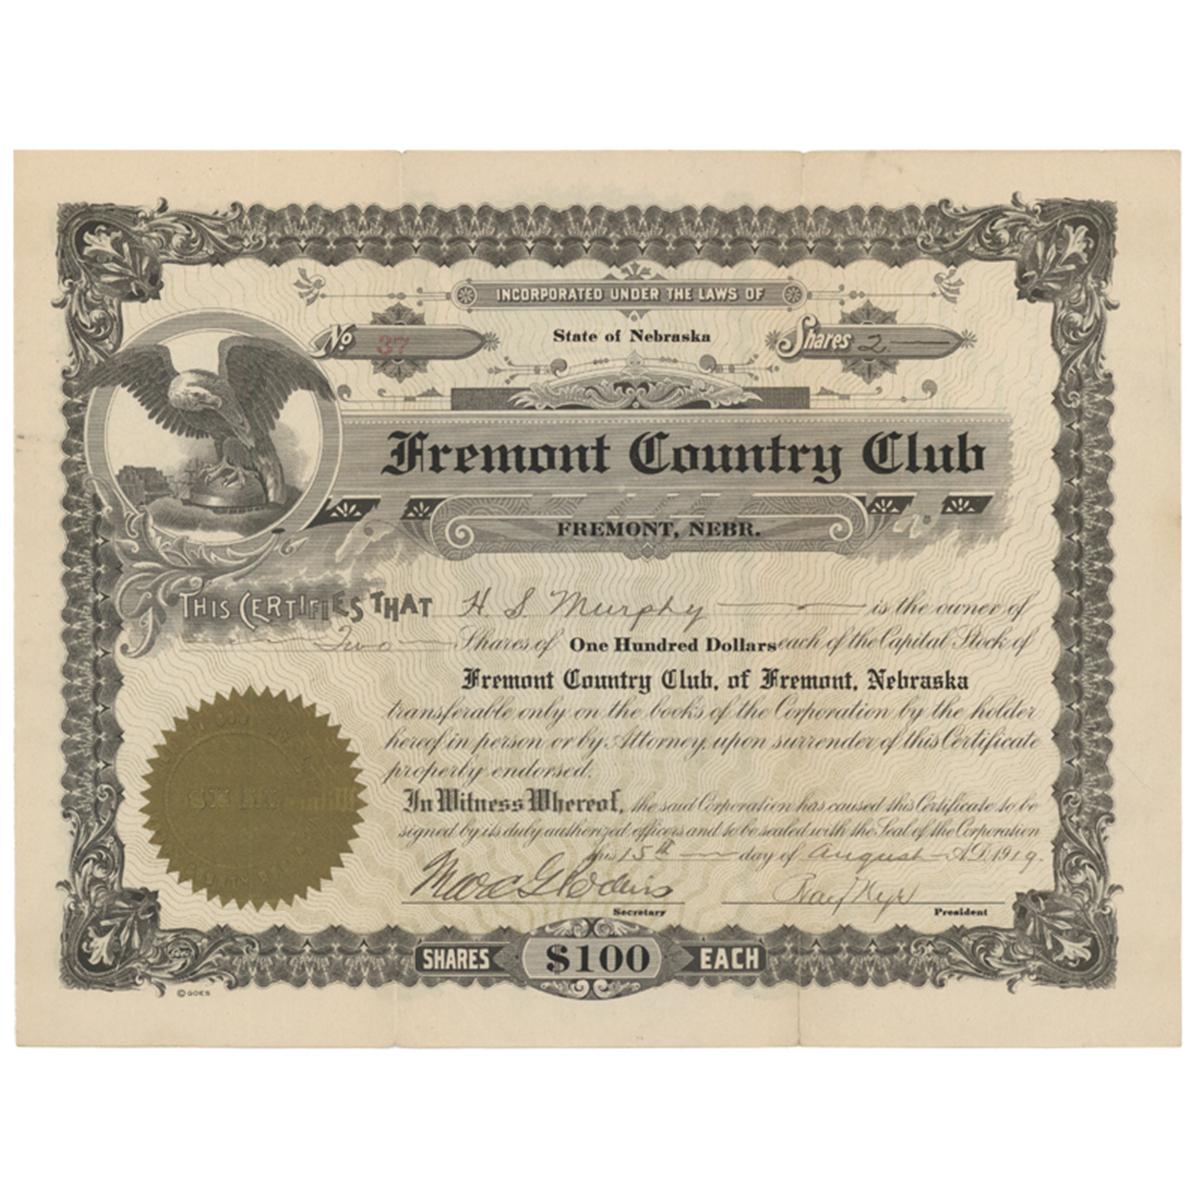 INCORPORATED UNDER THE LAWS OF
No 37
State of Nebraska
Shares 2
Fremont Country Club
FREMONT, NEBR.
THIS CERTIFIES THAT H S Murphy is the owner of
Two Shares of One Hundred Dollars each of the Capital Stock of
Fremont Country Club, of Fremont, Nebraska
transferable only on the books of the Corporation by the holder
hereof in person or by Attorney, upon surrender of this Certificate
properly endorsed.
In Witness Whereof, the said Corporation has caused this Certificate to be
signed by its duly authorized officers and to be sealed with the Seal of the Corporation
this 15th day of August A.D. 1919.
Secretary
President
SHARES $100 EACH
© GOES